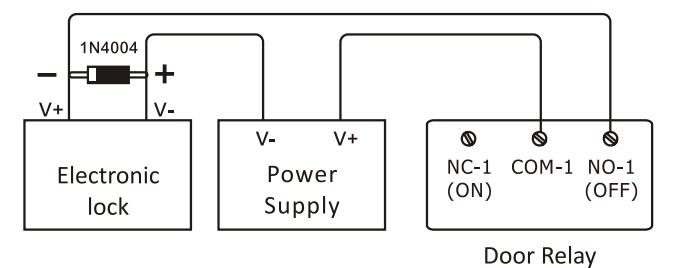 1N4004
− +
V+ V-
V- V+
Electronic
lock
Power
Supply
NC-1 COM-1 NO-1
(ON) (OFF)
Door Relay